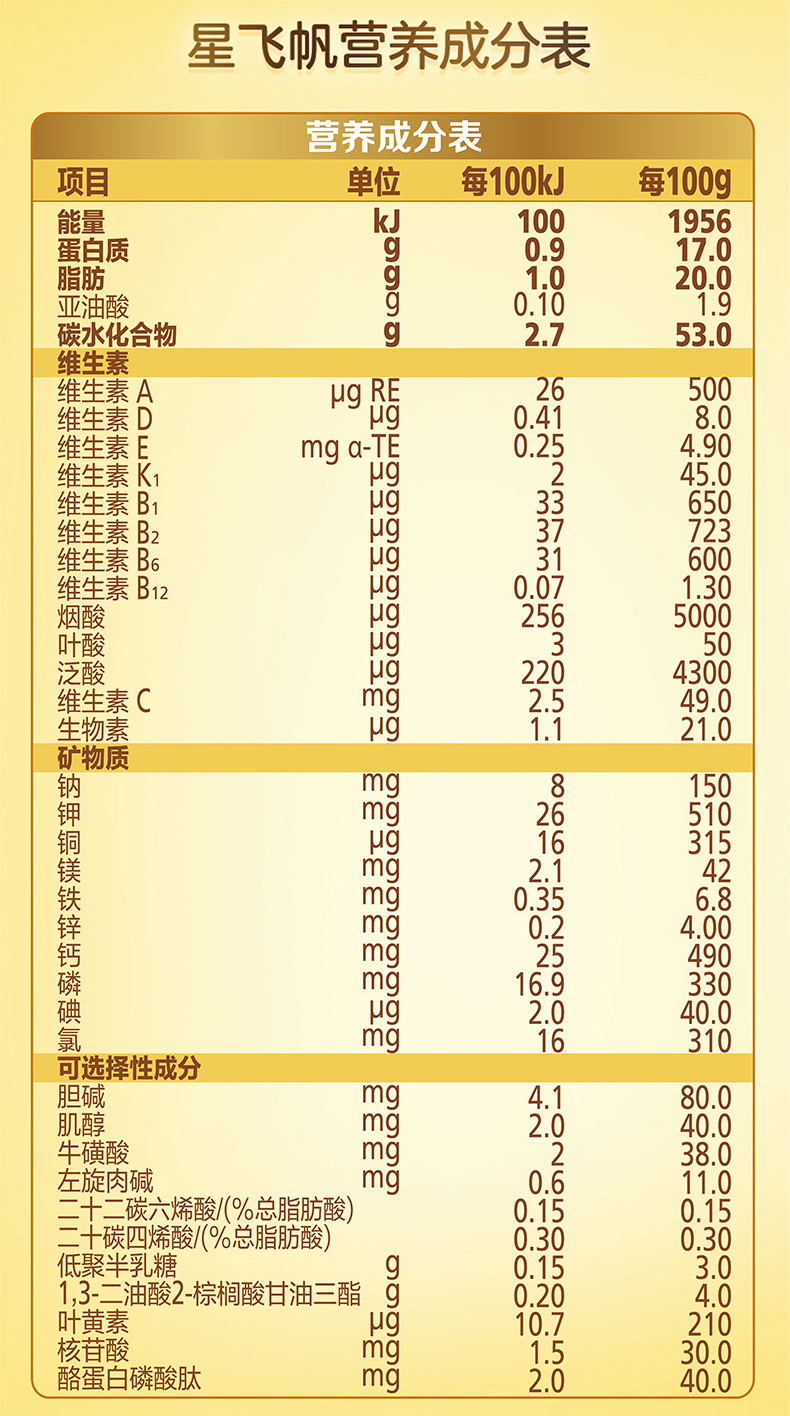 星飞帆营养成分表
营养成分表
项目 单位 每100kJ 每100g
能量 kJ 100 1956
蛋白质 g 0.9 17.0
脂肪 g 1.0 20.0
亚油酸 g 0.10 1.9
碳水化合物 g 2.7 53.0
维生素
维生素 A μg RE 26 500
维生素 D μg 0.41 8.0
维生素 E mg α-TE 0.25 4.90
维生素 K1 μg 2 45.0
维生素 B1 μg 33 650
维生素 B2 μg 37 723
维生素 B6 μg 31 600
维生素 B12 μg 0.07 1.30
烟酸 μg 256 5000
叶酸 μg 3 50
泛酸 μg 220 4300
维生素 C mg 2.5 49.0
生物素 μg 1.1 21.0
矿物质
钠 mg 8 150
钾 mg 26 510
铜 μg 16 315
镁 mg 2.1 42
铁 mg 0.35 6.8
锌 mg 0.2 4.00
钙 mg 25 490
磷 mg 16.9 330
碘 μg 2.0 40.0
氯 mg 16 310
可选择性成分
胆碱 mg 4.1 80.0
肌醇 mg 2.0 40.0
牛磺酸 mg 2 38.0
左旋肉碱 mg 0.6 11.0
二十二碳六烯酸/(%总脂肪酸) 0.15 0.15
二十碳四烯酸/(%总脂肪酸) 0.30 0.30
低聚半乳糖 g 0.15 3.0
1,3-二油酸2-棕榈酸甘油三酯 g 0.20 4.0
叶黄素 μg 10.7 210
核苷酸 mg 1.5 30.0
酪蛋白磷酸肽 mg 2.0 40.0